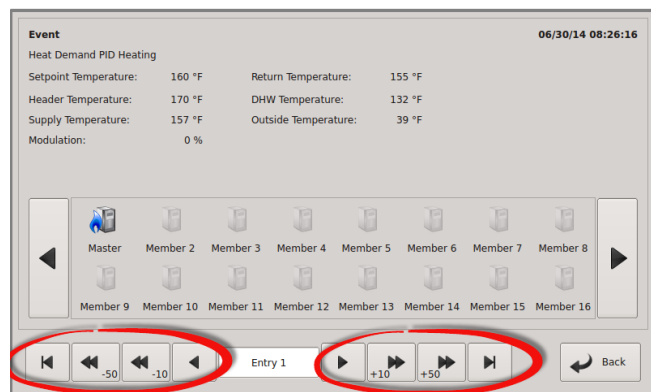 Event 06/30/14 08:26:16
Heat Demand PID Heating
Setpoint Temperature: 160 °F Return Temperature: 155 °F
Header Temperature: 170 °F DHW Temperature: 132 °F
Supply Temperature: 157 °F Outside Temperature: 39 °F
Modulation: 0 %
Master Member 2 Member 3 Member 4 Member 5 Member 6 Member 7 Member 8
Member 9 Member 10 Member 11 Member 12 Member 13 Member 14 Member 15 Member 16
-50 -10 Entry 1 +10 +50 Back